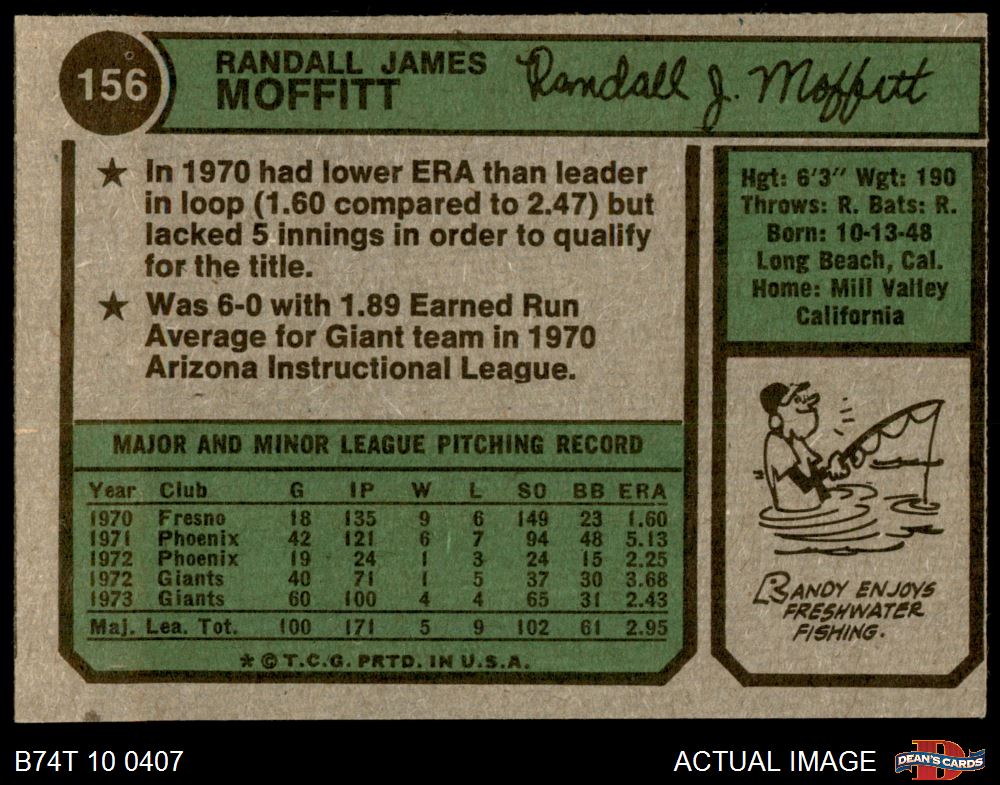 156
RANDALL JAMES
MOFFITT
Randall J. Moffitt
★ In 1970 had lower ERA than leader
in loop (1.60 compared to 2.47) but
lacked 5 innings in order to qualify
for the title.
★ Was 6-0 with 1.89 Earned Run
Average for Giant team in 1970
Arizona Instructional League.
Hgt: 6'3" Wgt: 190
Throws: R. Bats: R.
Born: 10-13-48
Long Beach, Cal.
Home: Mill Valley
California
MAJOR AND MINOR LEAGUE PITCHING RECORD
Year Club G IP W L SO BB ERA
1970 Fresno 18 135 9 6 149 23 1.60
1971 Phoenix 42 121 6 7 94 48 5.13
1972 Phoenix 19 24 1 3 24 15 2.25
1972 Giants 40 71 1 5 37 30 3.68
1973 Giants 60 100 4 4 65 31 2.43
Maj. Lea. Tot. 100 171 5 9 102 61 2.95
* © T.C.G. PRTD. IN U.S.A.
RANDY ENJOYS
FRESHWATER
FISHING.
B74T 10 0407
ACTUAL IMAGE
D
DEAN'S CARDS